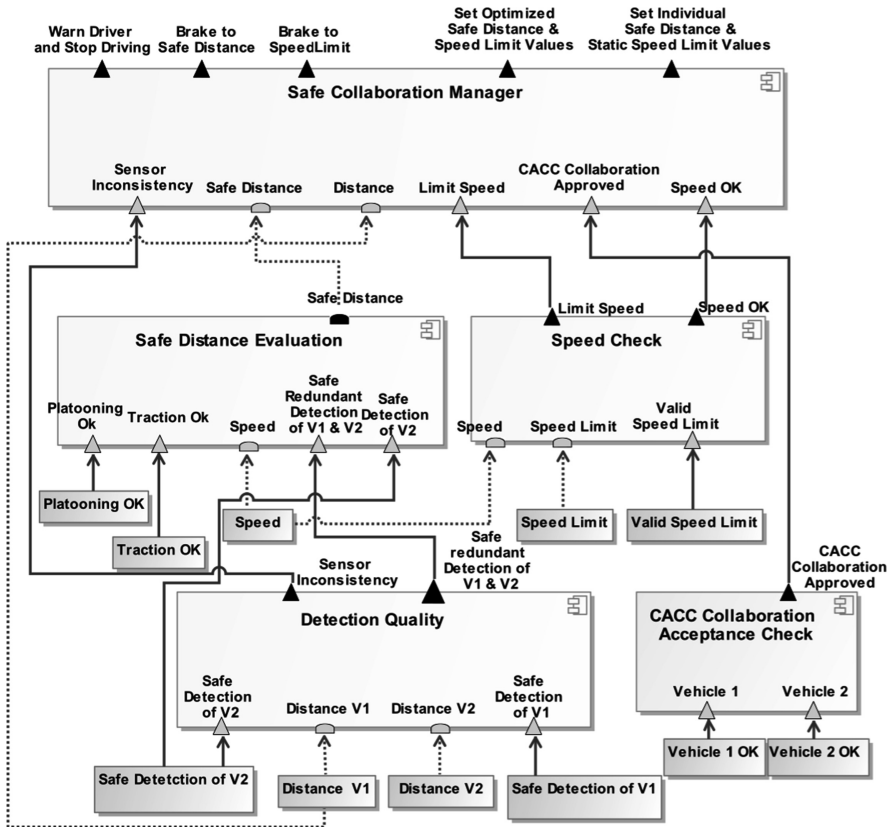 Warn Driver
and Stop Driving
Brake to
Safe Distance
Brake to
SpeedLimit
Set Optimized
Safe Distance &
Speed Limit Values
Set Individual
Safe Distance &
Static Speed Limit Values
Safe Collaboration Manager
Sensor
Inconsistency
Safe Distance
Distance
Limit Speed
CACC Collaboration
Approved
Speed OK
Safe Distance
Limit Speed
Speed OK
Safe Distance Evaluation
Speed Check
Platooning
Ok
Traction Ok
Speed
Safe
Redundant
Detection
of V1 & V2
Safe
Detection
of V2
Speed
Speed Limit
Valid
Speed Limit
Platooning OK
Traction OK
Speed
Speed Limit
Valid Speed Limit
Sensor
Inconsistency
Safe
redundant
Detection of
V1 & V2
CACC
Collaboration
Approved
Detection Quality
CACC Collaboration
Acceptance Check
Safe
Detection
of V2
Distance V1
Distance V2
Safe
Detection
of V1
Vehicle 1
Vehicle 2
Vehicle 1 OK
Vehicle 2 OK
Safe Detetction of V2
Distance V1
Distance V2
Safe Detection of V1